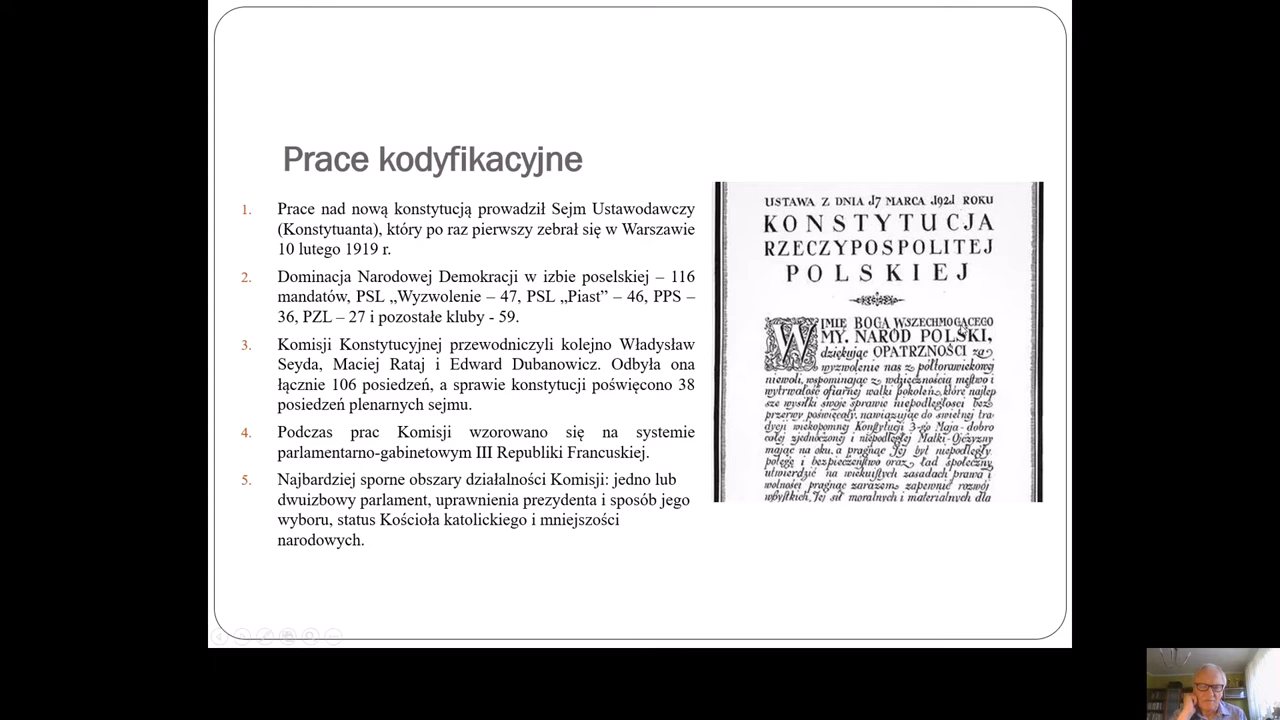 Prace kodyfikacyjne
1. Prace nad nową konstytucją prowadził Sejm Ustawodawczy
(Konstytuanta), który po raz pierwszy zebrał się w Warszawie
10 lutego 1919 r.
2. Dominacja Narodowej Demokracji w izbie poselskiej – 116
mandatów, PSL „Wyzwolenie – 47, PSL „Piast” – 46, PPS –
36, PZL – 27 i pozostałe kluby - 59.
3. Komisji Konstytucyjnej przewodniczyli kolejno Władysław
Seyda, Maciej Rataj i Edward Dubanowicz. Odbyła ona
łącznie 106 posiedzeń, a sprawie konstytucji poświęcono 38
posiedzeń plenarnych sejmu.
4. Podczas prac Komisji wzorowano się na systemie
parlamentarno-gabinetowym III Republiki Francuskiej.
5. Najbardziej sporne obszary działalności Komisji: jedno lub
dwuizbowy parlament, uprawnienia prezydenta i sposób jego
wyboru, status Kościoła katolickiego i mniejszości
narodowych.
USTAWA Z DNIA 17 MARCA 1921 ROKU
KONSTYTUCJA
RZECZYPOSPOLITEJ
POLSKIEJ
W IMIE BOGA WSZECHMOGĄCEGO
MY, NARÓD POLSKI,
dziękując OPATRZNOŚCI za
wyzwolenie nas z półtorawiekowej
niewoli, wspominając z wdzięcznością męstwo i
wytrwałość ofiarnej walki pokoleń, które najlep
sze wysiłki swoje sprawie niepodległości bez
przerwy poświęcały, nawiązując do świetnej tra
dycji wiekopomnej Konstytucji 3-go Maja - dobro
całej zjednoczonej i niepodległej Matki-Ojczyzny
mając na oku, a pragnąc Jej byt niepodległy,
potęgę i bezpieczeństwo oraz ład społeczny
utwierdzić na wiekuistych zasadach prawa i
wolności pragnąc zarazem zapewnić rozwój
wszystkich Jej sił moralnych i materialnych dla